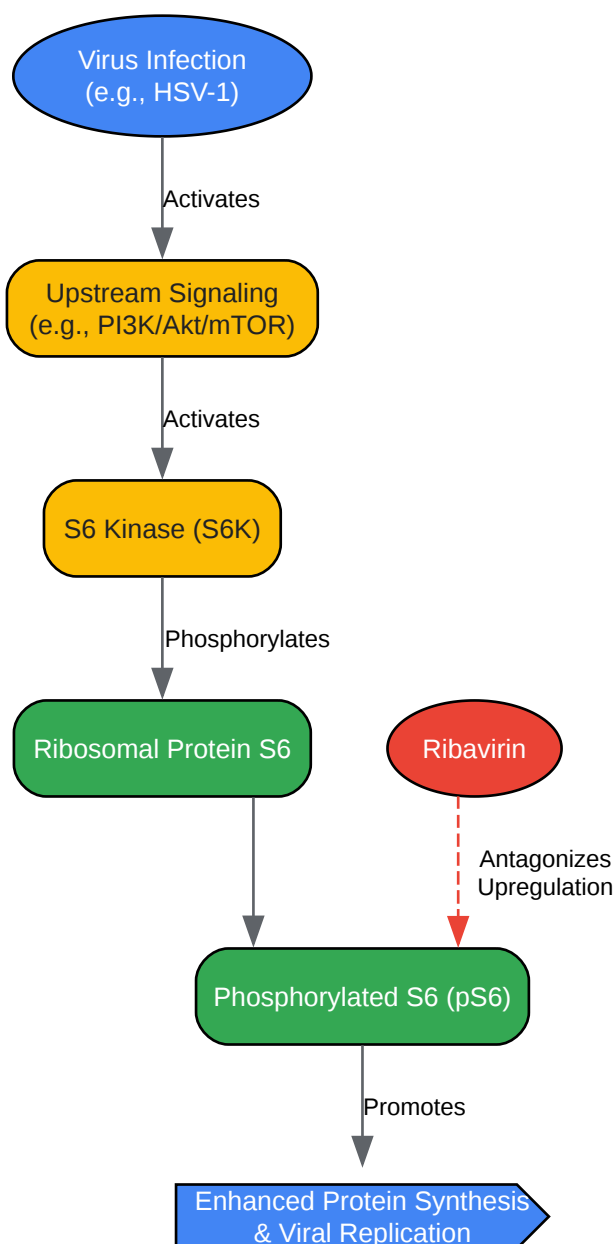 Virus Infection
(e.g., HSV-1)
Activates
Upstream Signaling
(e.g., PI3K/Akt/mTOR)
Activates
S6 Kinase (S6K)
Phosphorylates
Ribosomal Protein S6
Ribavirin
Antagonizes
Upregulation
Phosphorylated S6 (pS6)
Promotes
Enhanced Protein Synthesis
& Viral Replication